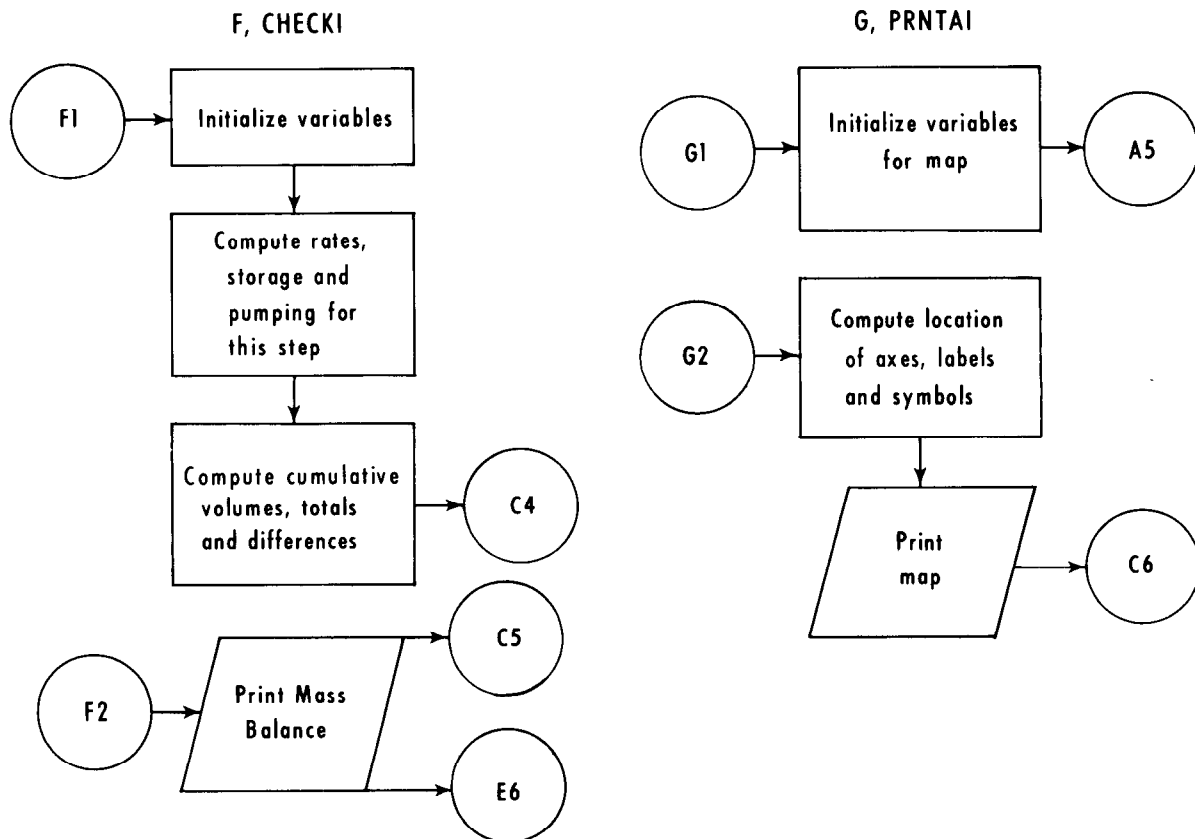 F, CHECKI
F1
Initialize variables
Compute rates,
storage and
pumping for
this step
Compute cumulative
volumes, totals
and differences
C4
F2
Print Mass
Balance
C5
E6
G, PRNTAI
G1
Initialize variables
for map
A5
G2
Compute location
of axes, labels
and symbols
Print
map
C6